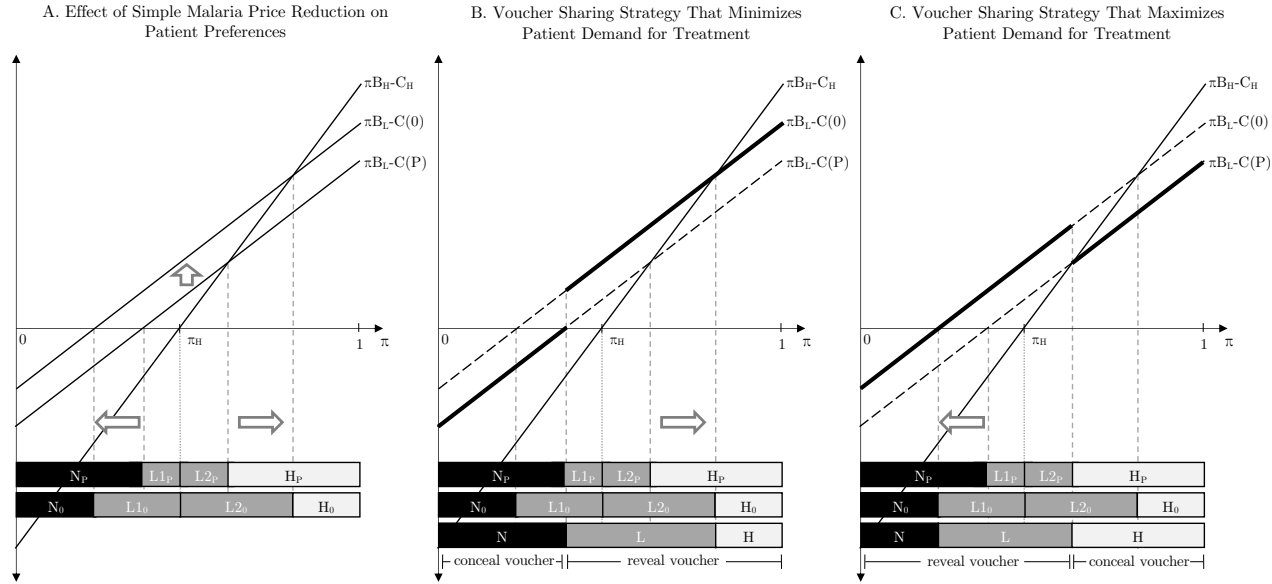 A. Effect of Simple Malaria Price Reduction on
Patient Preferences
πB_H-C_H
πB_L-C(0)
πB_L-C(P)
0
π_H
1
π
N_P L1_P L2_P H_P
N_0 L1_0 L2_0 H_0
B. Voucher Sharing Strategy That Minimizes
Patient Demand for Treatment
πB_H-C_H
πB_L-C(0)
πB_L-C(P)
0
π_H
1
π
N_P L1_P L2_P H_P
N_0 L1_0 L2_0 H_0
N L H
conceal voucher reveal voucher
C. Voucher Sharing Strategy That Maximizes
Patient Demand for Treatment
πB_H-C_H
πB_L-C(0)
πB_L-C(P)
0
π_H
1
π
N_P L1_P L2_P H_P
N_0 L1_0 L2_0 H_0
N L H
reveal voucher conceal voucher